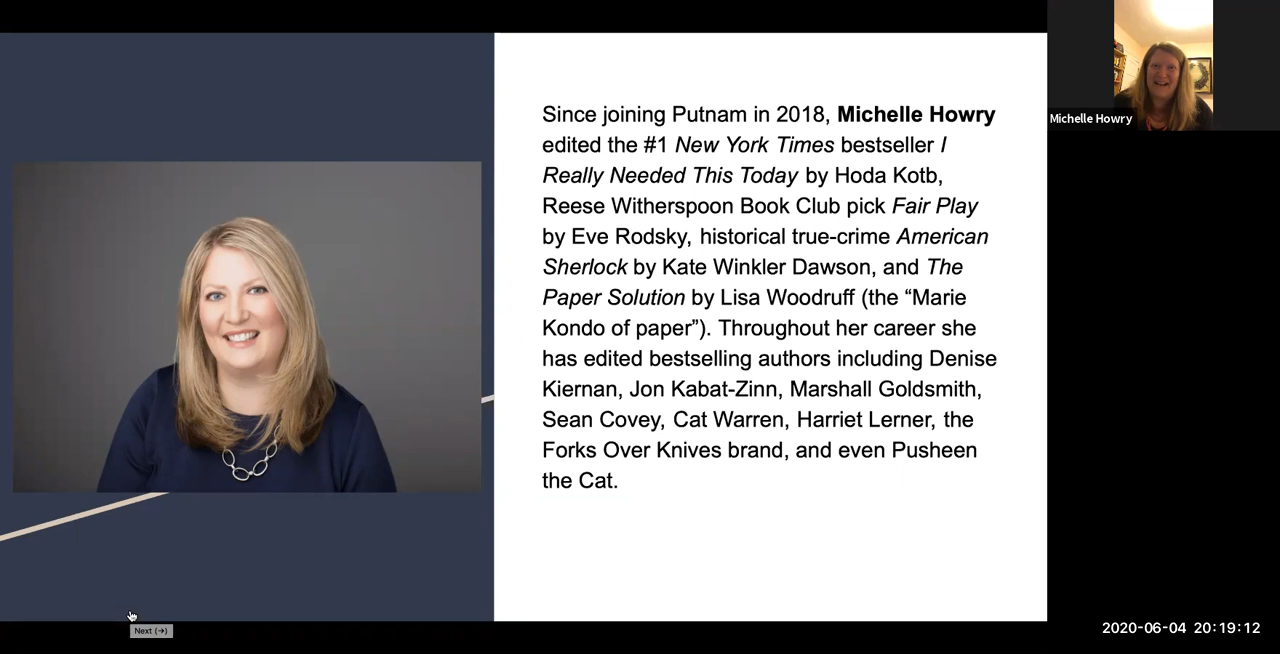 Since joining Putnam in 2018, Michelle Howry
edited the #1 New York Times bestseller I
Really Needed This Today by Hoda Kotb,
Reese Witherspoon Book Club pick Fair Play
by Eve Rodsky, historical true-crime American
Sherlock by Kate Winkler Dawson, and The
Paper Solution by Lisa Woodruff (the “Marie
Kondo of paper”). Throughout her career she
has edited bestselling authors including Denise
Kiernan, Jon Kabat-Zinn, Marshall Goldsmith,
Sean Covey, Cat Warren, Harriet Lerner, the
Forks Over Knives brand, and even Pusheen
the Cat.
Michelle Howry
Next (→)
2020-06-04 20:19:12